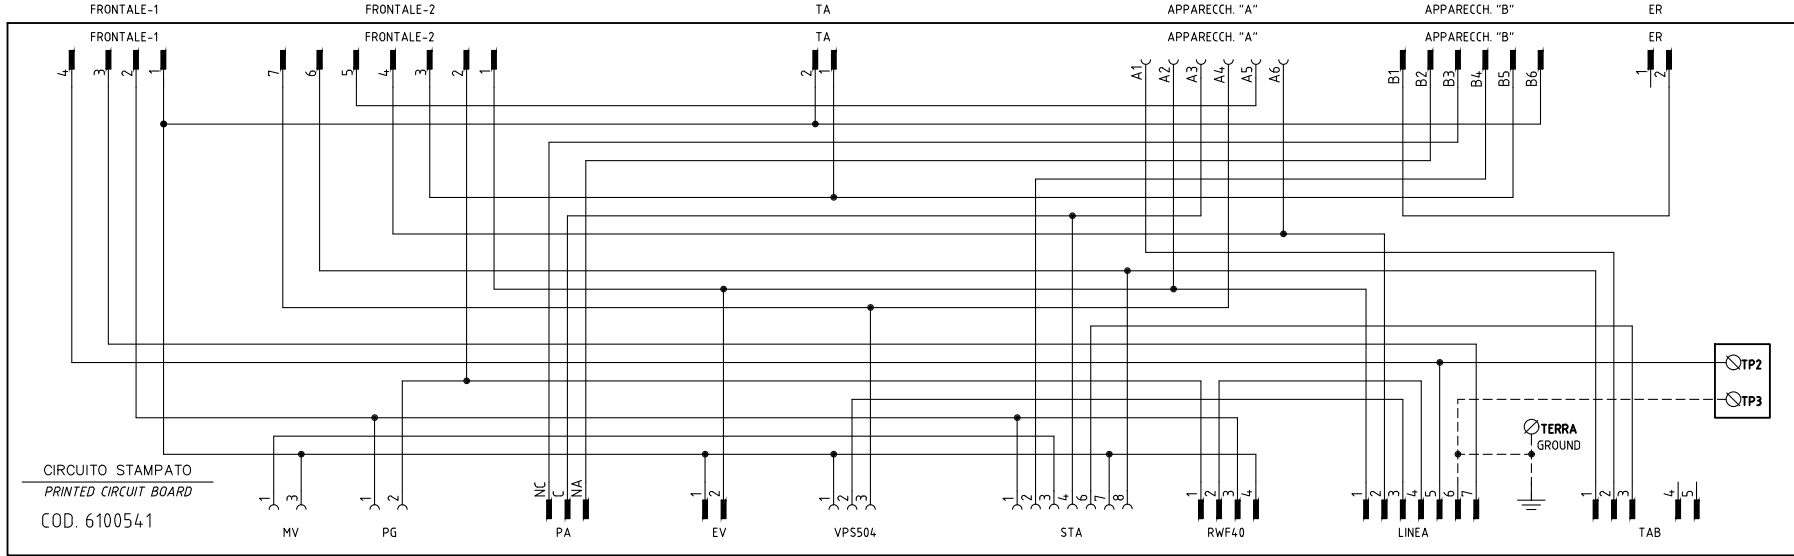 FRONTALE-1 FRONTALE-2 TA APPARECCH. "A" APPARECCH. "B" ER
FRONTALE-1 FRONTALE-2 TA APPARECCH. "A" APPARECCH. "B" ER
4 3 2 1 7 6 5 4 3 2 1 2 1 A1 A2 A3 A4 A5 A6 B1 B2 B3 B4 B5 B6 1 2
TP2
TP3
TERRA
GROUND
CIRCUITO STAMPATO
PRINTED CIRCUIT BOARD
COD. 6100541
1 3 1 2 NC C NA 1 2 1 2 3 1 2 3 4 6 7 8 1 2 3 4 1 2 3 4 5 6 7 1 2 3 4 5
MV PG PA EV VPS504 STA RWF40 LINEA TAB